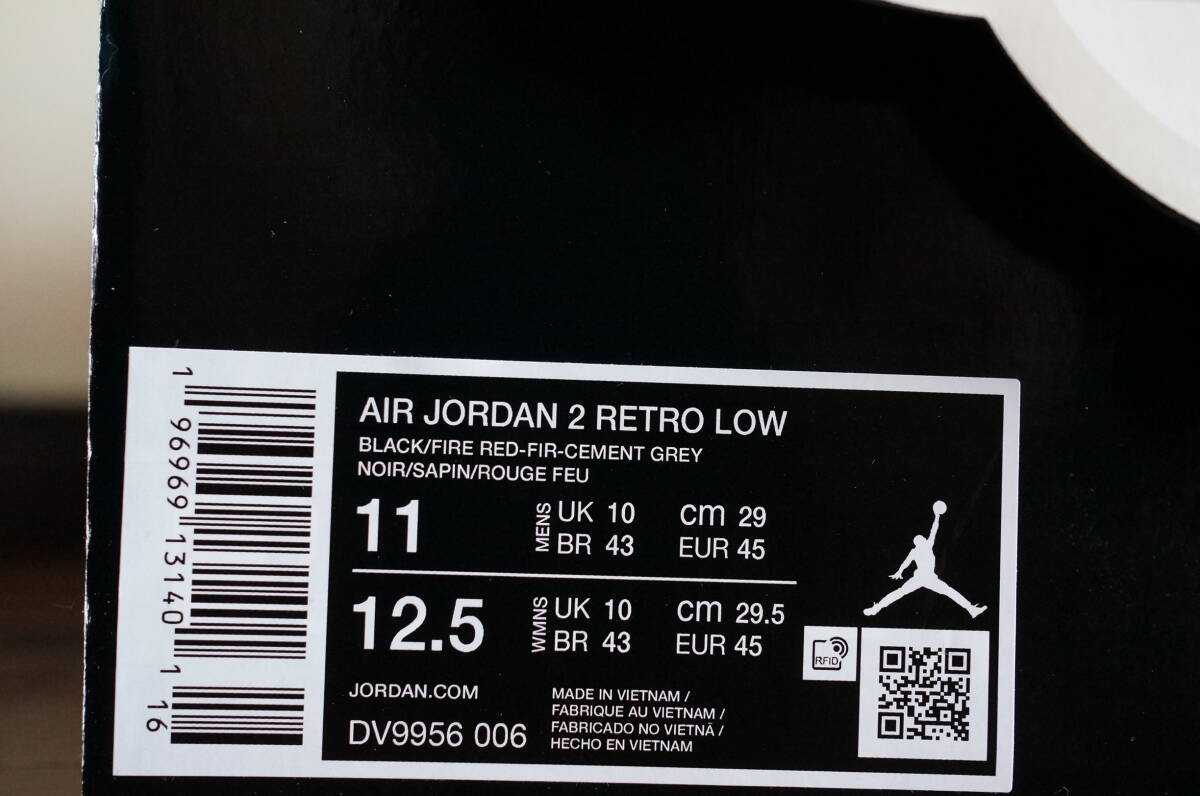 AIR JORDAN 2 RETRO LOW
BLACK/FIRE RED-FIR-CEMENT GREY
NOIR/SAPIN/ROUGE FEU
11 MENS UK 10 cm 29
BR 43 EUR 45
12.5 WMNS UK 10 cm 29.5
BR 43 EUR 45
RFID
JORDAN.COM
DV9956 006
MADE IN VIETNAM /
FABRIQUE AU VIETNAM /
FABRICADO NO VIETNÃ /
HECHO EN VIETNAM
1 96969 13140 1 16